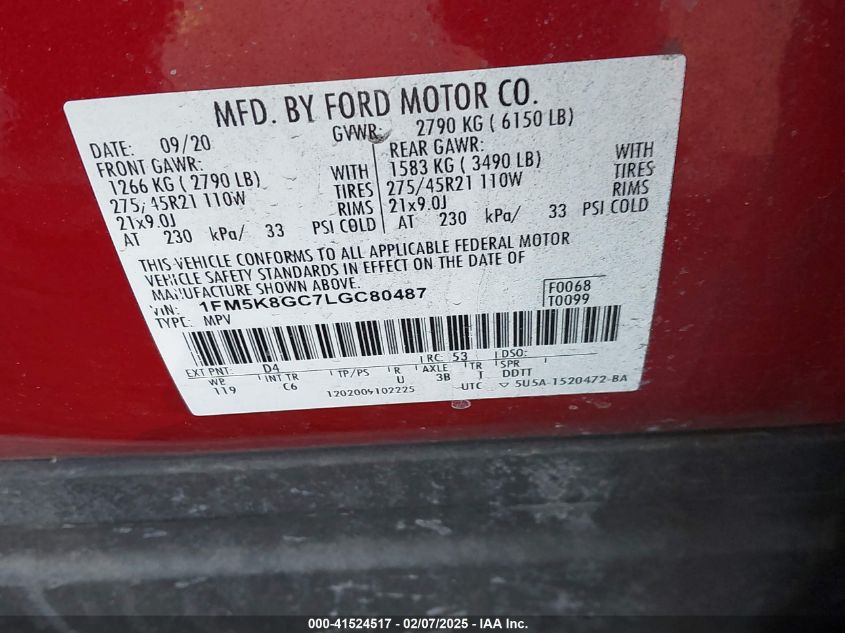 MFD. BY FORD MOTOR CO.
DATE: 09/20 GVWR: 2790 KG ( 6150 LB)
FRONT GAWR: REAR GAWR:
1266 KG ( 2790 LB) WITH 1583 KG ( 3490 LB) WITH
275/45R21 110W TIRES 275/45R21 110W TIRES
21x9.0J RIMS 21x9.0J RIMS
AT 230 kPa/ 33 PSI COLD AT 230 kPa/ 33 PSI COLD
THIS VEHICLE CONFORMS TO ALL APPLICABLE FEDERAL MOTOR
VEHICLE SAFETY STANDARDS IN EFFECT ON THE DATE OF
MANUFACTURE SHOWN ABOVE.
VIN: 1FM5K8GC7LGC80487 F0068
TYPE: MPV T0099
EXT PNT: D4 RC: 53 DSO:
WB INT TR TP/PS R AXLE TR SPR
119 C6 U 3B J DDTT
1202009102225 UTC ▽ 5U5A-1520472-BA
000-41524517 - 02/07/2025 - IAA Inc.